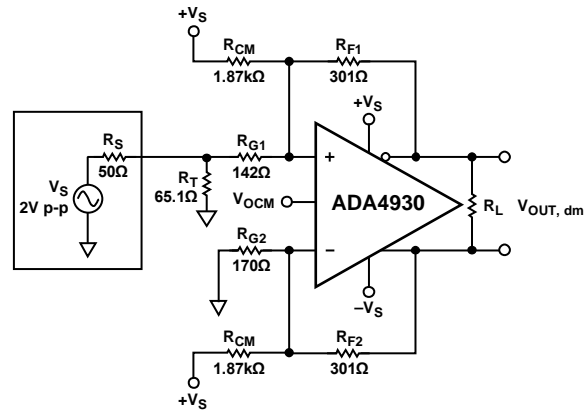 +VS
RCM
1.87kΩ
RF1
301Ω
+VS
RS
50Ω
VS
2V p-p
RT
65.1Ω
RG1
142Ω
+
VOCM
ADA4930
RL
VOUT, dm
RG2
170Ω
–
–VS
RCM
1.87kΩ
RF2
301Ω
+VS